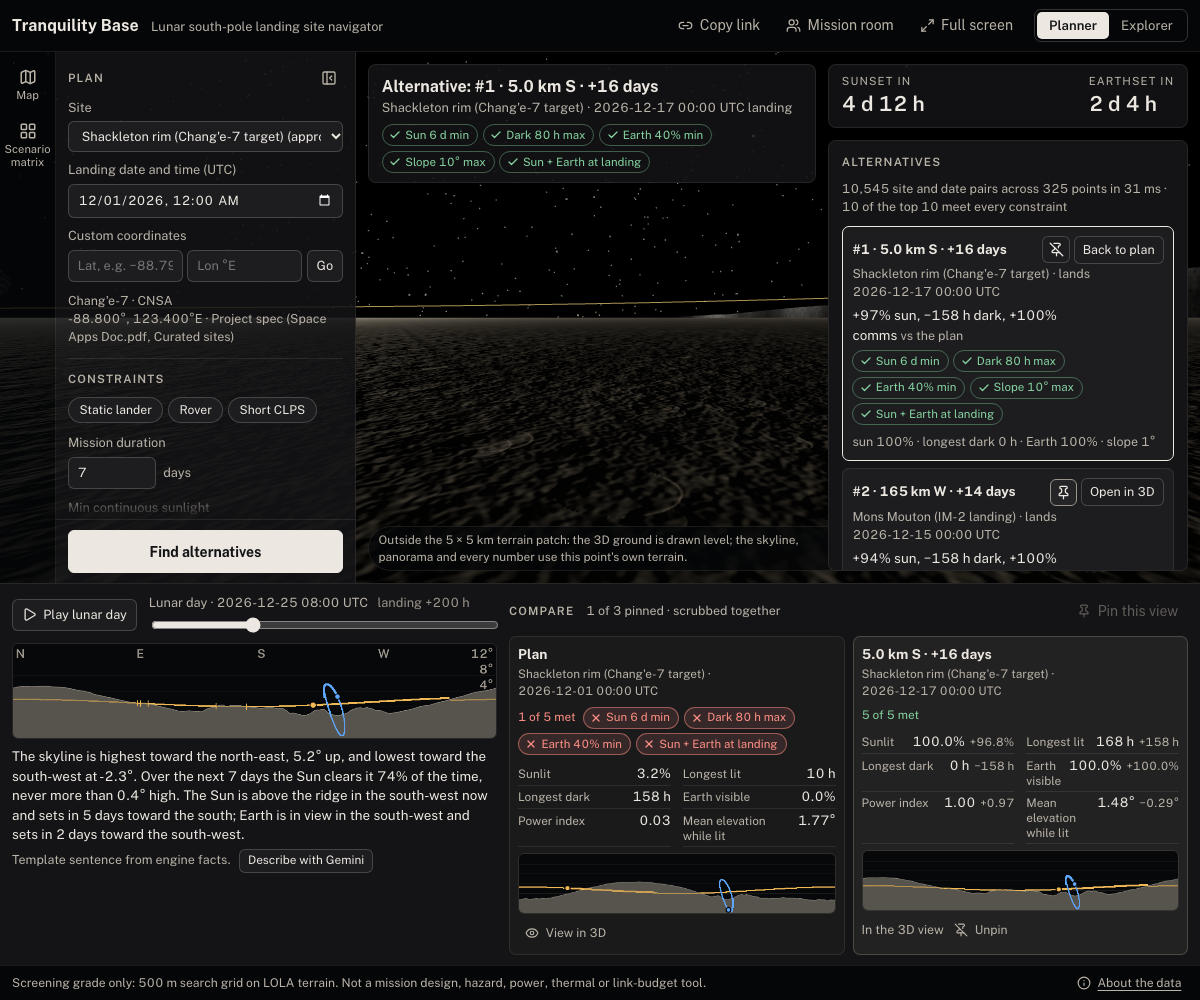 Tranquility Base
Lunar south-pole landing site navigator
Copy link
Mission room
Full screen
Planner
Explorer
Map
Scenario
matrix
PLAN
Site
Shackleton rim (Chang'e-7 target) (appro
Landing date and time (UTC)
12/01/2026, 12:00 AM
Custom coordinates
Lat, e.g. −88.79
Lon °E
Go
Chang'e-7 · CNSA
-88.800°, 123.400°E · Project spec (Space
Apps Doc.pdf, Curated sites)
CONSTRAINTS
Static lander
Rover
Short CLPS
Mission duration
7 days
Min continuous sunlight
Find alternatives
Alternative: #1 · 5.0 km S · +16 days
Shackleton rim (Chang'e-7 target) · 2026-12-17 00:00 UTC landing
Sun 6 d min
Dark 80 h max
Earth 40% min
Slope 10° max
Sun + Earth at landing
Outside the 5 × 5 km terrain patch: the 3D ground is drawn level; the skyline,
panorama and every number use this point's own terrain.
SUNSET IN
4 d 12 h
EARTHSET IN
2 d 4 h
ALTERNATIVES
10,545 site and date pairs across 325 points in 31 ms ·
10 of the top 10 meet every constraint
#1 · 5.0 km S · +16 days
Back to plan
Shackleton rim (Chang'e-7 target) · lands
2026-12-17 00:00 UTC
+97% sun, −158 h dark, +100%
comms vs the plan
Sun 6 d min
Dark 80 h max
Earth 40% min
Slope 10° max
Sun + Earth at landing
sun 100% · longest dark 0 h · Earth 100% · slope 1°
#2 · 165 km W · +14 days
Open in 3D
Mons Mouton (IM-2 landing) · lands
2026-12-15 00:00 UTC
+94% sun, −158 h dark, +100%
Play lunar day
Lunar day · 2026-12-25 08:00 UTC landing +200 h
N E S W 12°
8°
4°
The skyline is highest toward the north-east, 5.2° up, and lowest toward the
south-west at -2.3°. Over the next 7 days the Sun clears it 74% of the time,
never more than 0.4° high. The Sun is above the ridge in the south-west now
and sets in 5 days toward the south; Earth is in view in the south-west and
sets in 2 days toward the south-west.
Template sentence from engine facts.
Describe with Gemini
COMPARE 1 of 3 pinned · scrubbed together
Pin this view
Plan
Shackleton rim (Chang'e-7 target) ·
2026-12-01 00:00 UTC
1 of 5 met
Sun 6 d min
Dark 80 h max
Earth 40% min
Sun + Earth at landing
Sunlit 3.2%
Longest lit 10 h
Longest dark 158 h
Earth visible 0.0%
Power index 0.03
Mean elevation
while lit 1.77°
View in 3D
5.0 km S · +16 days
Shackleton rim (Chang'e-7 target) ·
2026-12-17 00:00 UTC
5 of 5 met
Sunlit 100.0% +96.8%
Longest lit 168 h +158 h
Longest dark 0 h −158 h
Earth
visible 100.0% +100.0%
Power index 1.00 +0.97
Mean
elevation
while lit 1.48° −0.29°
In the 3D view
Unpin
Screening grade only: 500 m search grid on LOLA terrain. Not a mission design, hazard, power, thermal or link-budget tool.
About the data